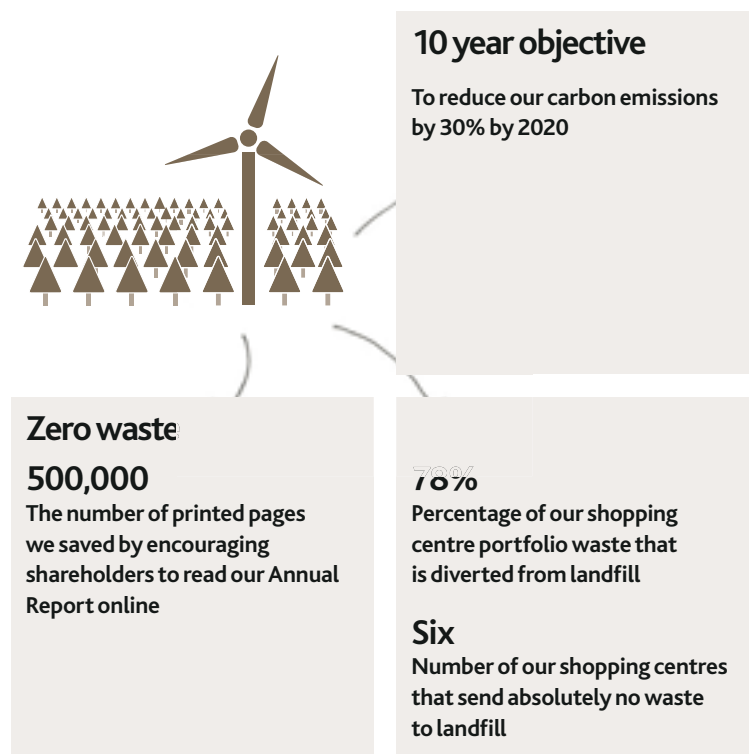 10 year objective
To reduce our carbon emissions
by 30% by 2020
Zero waste
500,000
The number of printed pages
we saved by encouraging
shareholders to read our Annual
Report online
78%
Percentage of our shopping
centre portfolio waste that
is diverted from landfill
Six
Number of our shopping centres
that send absolutely no waste
to landfill